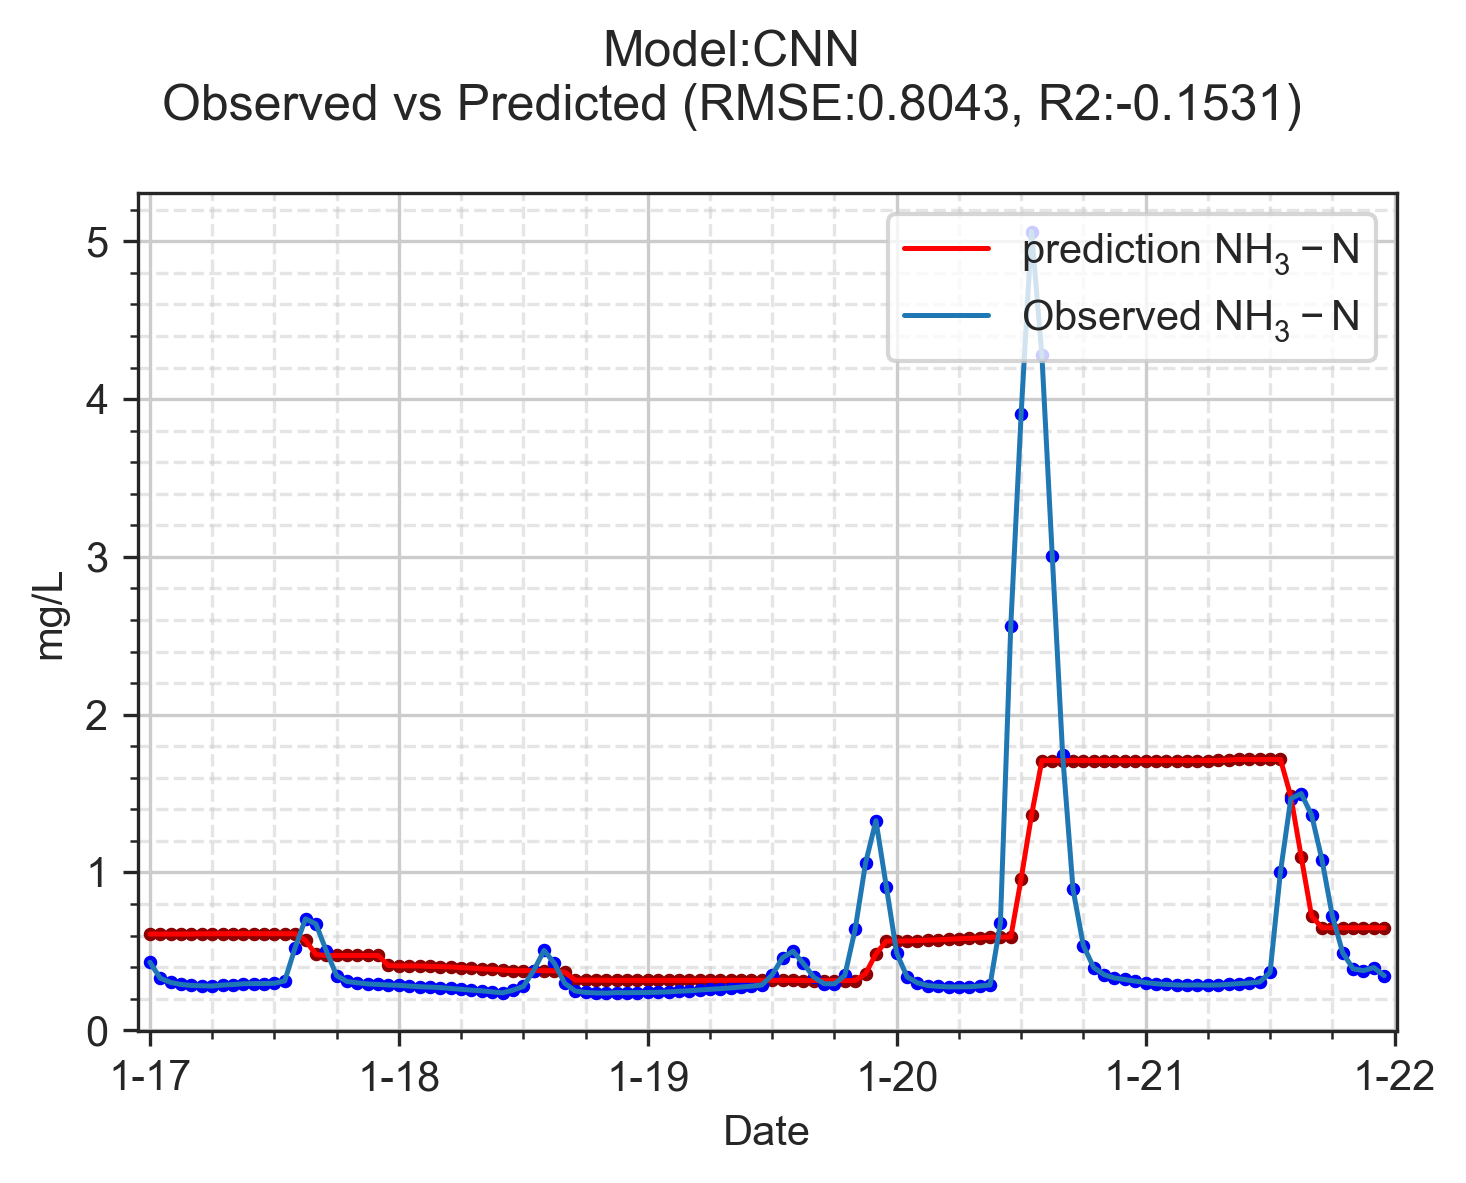 Model:CNN
Observed vs Predicted (RMSE:0.8043, R2:-0.1531)
prediction NH₃ − N
Observed NH₃ − N
5
4
3
2
1
0
mg/L
1-17 1-18 1-19 1-20 1-21 1-22
Date